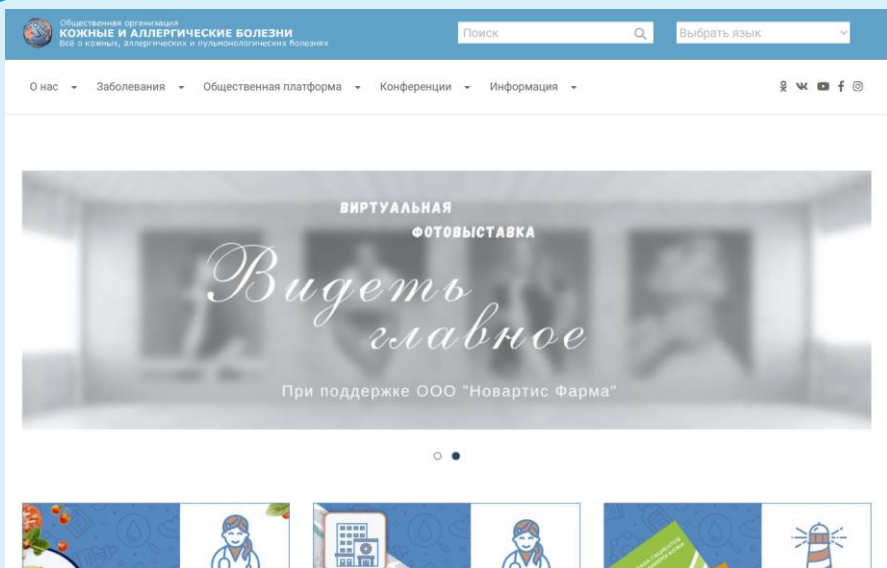 Общественная организация
КОЖНЫЕ И АЛЛЕРГИЧЕСКИЕ БОЛЕЗНИ
Всё о кожных, аллергических и пульмонологических болезнях
Поиск
Выбрать язык
О нас
Заболевания
Общественная платформа
Конференции
Информация
ВИРТУАЛЬНАЯ
ФОТОВЫСТАВКА
Видеть
главное
При поддержке ООО "Новартис Фарма"